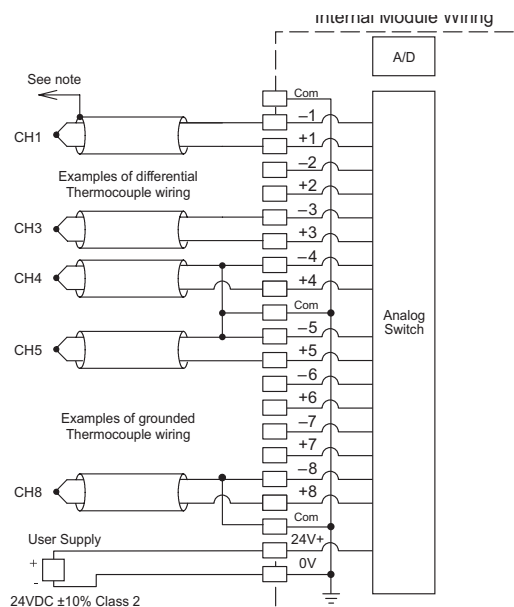 Internal Module Wiring
A/D
See note
Com
–1
CH1
+1
–2
Examples of differential
Thermocouple wiring
+2
–3
CH3
+3
–4
CH4
+4
Com
Analog
Switch
–5
CH5
+5
–6
+6
Examples of grounded
Thermocouple wiring
–7
+7
–8
CH8
+8
Com
User Supply
24V+
+
0V
-
24VDC ±10% Class 2